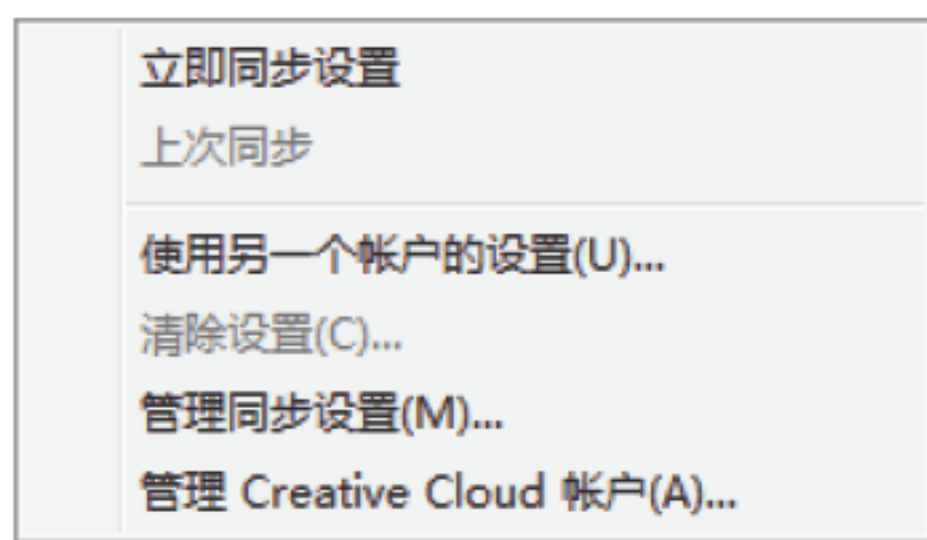 立即同步设置
上次同步
使用另一个帐户的设置(U)...
清除设置(C)...
管理同步设置(M)...
管理 Creative Cloud 帐户(A)...